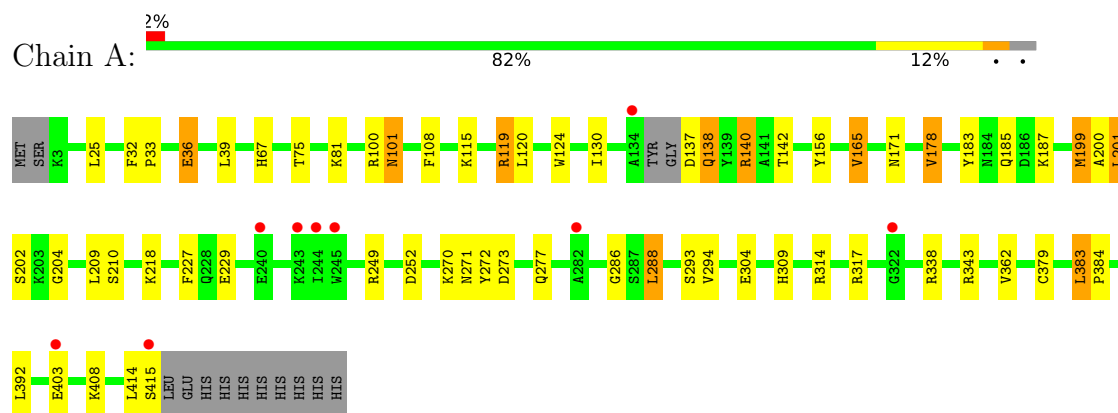 2%
Chain A:
82% 12% • •
MET SER K3 L25 F32 P33 E36 L39 H67 T75 K81 R100 N101 F108 K115 R119 L120 W124 I130 A134 TYR GLY D137 Q138 Y139 R140 A141 T142 Y156 V165 N171 V178 Y183 N184 Q185 D186 K187 M199 A200 L201
S202 K203 G204 L209 S210 K218 F227 Q228 E229 E240 K243 I244 W245 R249 D252 K270 N271 Y272 D273 Q277 A282 G286 S287 L288 S293 V294 E304 H309 R314 R317 G322 R338 R343 V362 C379 L383 P384
L392 E403 K408 L414 S415 LEU GLU HIS HIS HIS HIS HIS HIS HIS HIS